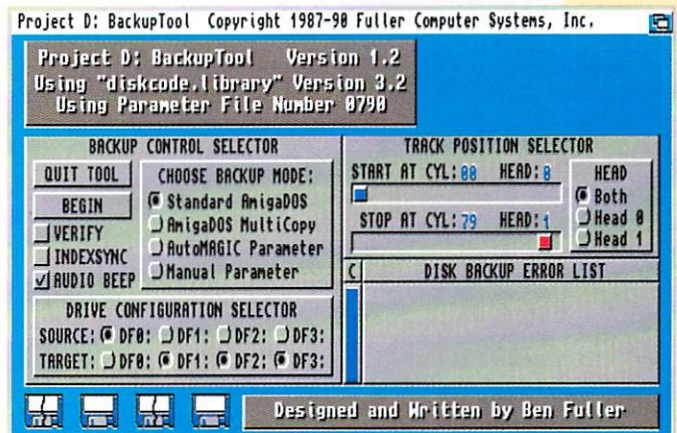 Project D: BackupTool Copyright 1987-90 Fuller Computer Systems, Inc.
Project D: BackupTool Version 1.2
Using "diskcode.library" Version 3.2
Using Parameter File Number 0790
BACKUP CONTROL SELECTOR
QUIT TOOL
BEGIN
VERIFY
INDEXSYNC
AUDIO BEEP
CHOOSE BACKUP MODE:
Standard AmigaDOS
AmigaDOS MultiCopy
AutoMAGIC Parameter
Manual Parameter
DRIVE CONFIGURATION SELECTOR
SOURCE: DF0: DF1: DF2: DF3:
TARGET: DF0: DF1: DF2: DF3:
TRACK POSITION SELECTOR
START AT CYL: 00 HEAD: 0
STOP AT CYL: 79 HEAD: 1
HEAD
Both
Head 0
Head 1
C DISK BACKUP ERROR LIST
Designed and Written by Ben Fuller